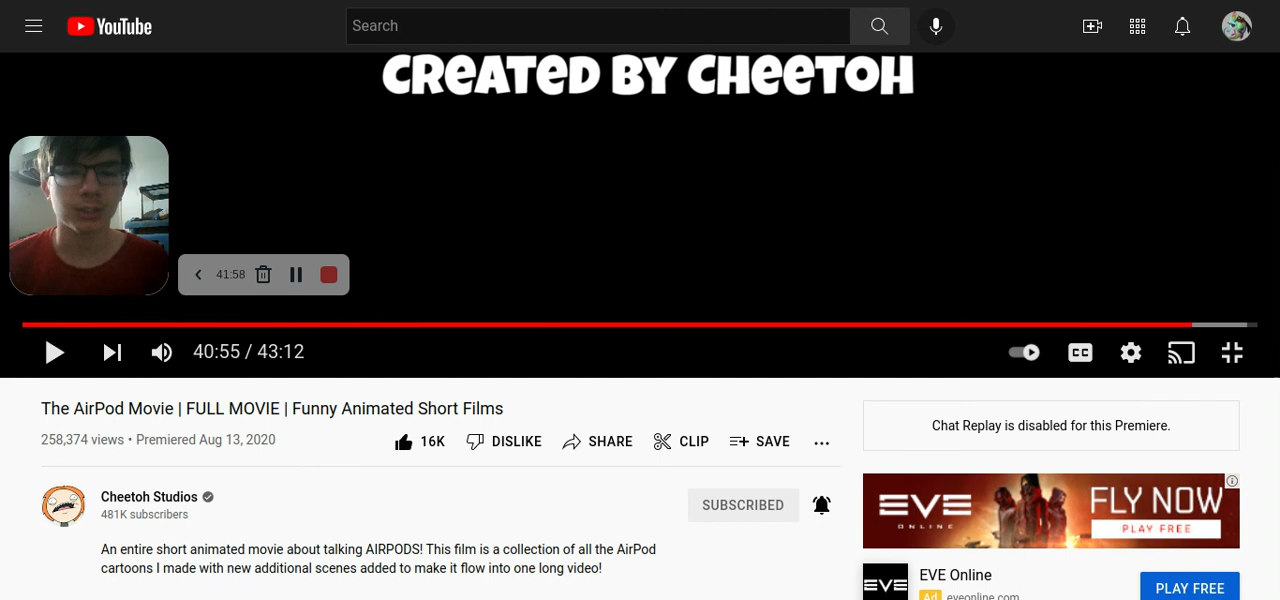 YouTube
Search
CREATED BY CHEETOH
41:58
40:55 / 43:12
CC
The AirPod Movie | FULL MOVIE | Funny Animated Short Films
258,374 views • Premiered Aug 13, 2020
16K DISLIKE SHARE CLIP SAVE ...
Cheetoh Studios
481K subscribers
SUBSCRIBED
An entire short animated movie about talking AIRPODS! This film is a collection of all the AirPod
cartoons I made with new additional scenes added to make it flow into one long video!
Chat Replay is disabled for this Premiere.
EVE
ONLINE
FLY NOW
PLAY FREE
EVE
EVE Online
Ad eveonline.com
PLAY FREE